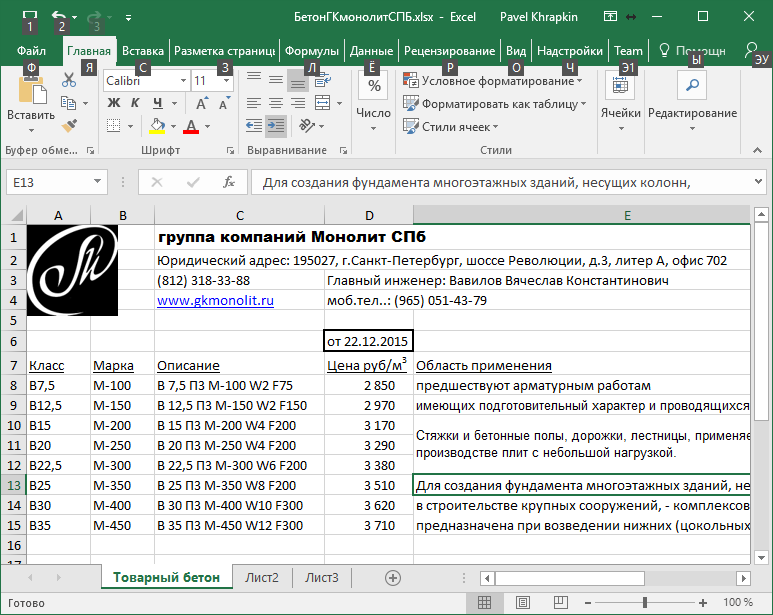 1 2 3 БетонГКмонолитСПБ.xlsx - Excel Pavel Khrapkin
Файл Главная Вставка Разметка страницы Формулы Данные Рецензирование Вид Надстройки Team Помощн
Ф Я С З Л Ё Р О Ч Э1 Ы ЭУ
Calibri 11 % Условное форматирование
Вставить Ж К Ч Число Форматировать как таблицу Ячейки Редактирование
А Стили ячеек
Буфер обме... Шрифт Выравнивание Стили
E13 fx Для создания фундамента многоэтажных зданий, несущих колонн,
A B C D E
1 группа компаний Монолит СПб
2 Юридический адрес: 195027, г.Санкт-Петербург, шоссе Революции, д.3, литер А, офис 702
3 (812) 318-33-88 Главный инженер: Вавилов Вячеслав Константинович
4 www.gkmonolit.ru моб.тел..: (965) 051-43-79
5
6 от 22.12.2015
7 Класс Марка Описание Цена руб/м3 Область применения
8 В7,5 М-100 В 7,5 П3 М-100 W2 F75 2 850 предшествуют арматурным работам
9 В12,5 М-150 В 12,5 П3 М-150 W2 F150 2 970 имеющих подготовительный характер и проводящихся
10 В15 М-200 В 15 П3 М-200 W4 F200 3 170
11 В20 М-250 В 20 П3 М-250 W4 F200 3 290 Стяжки и бетонные полы, дорожки, лестницы, применяе
12 В22,5 М-300 В 22,5 П3 М-300 W6 F200 3 380 производстве плит с небольшой нагрузкой.
13 В25 М-350 В 25 П3 М-350 W8 F200 3 510 Для создания фундамента многоэтажных зданий, не
14 В30 М-400 В 30 П3 М-400 W10 F300 3 620 в строительстве крупных сооружений, - комплексов
15 В35 М-450 В 35 П3 М-450 W12 F300 3 710 предназначена при возведении нижних (цокольных
16
17
Товарный бетон Лист2 Лист3
Готово 100 %